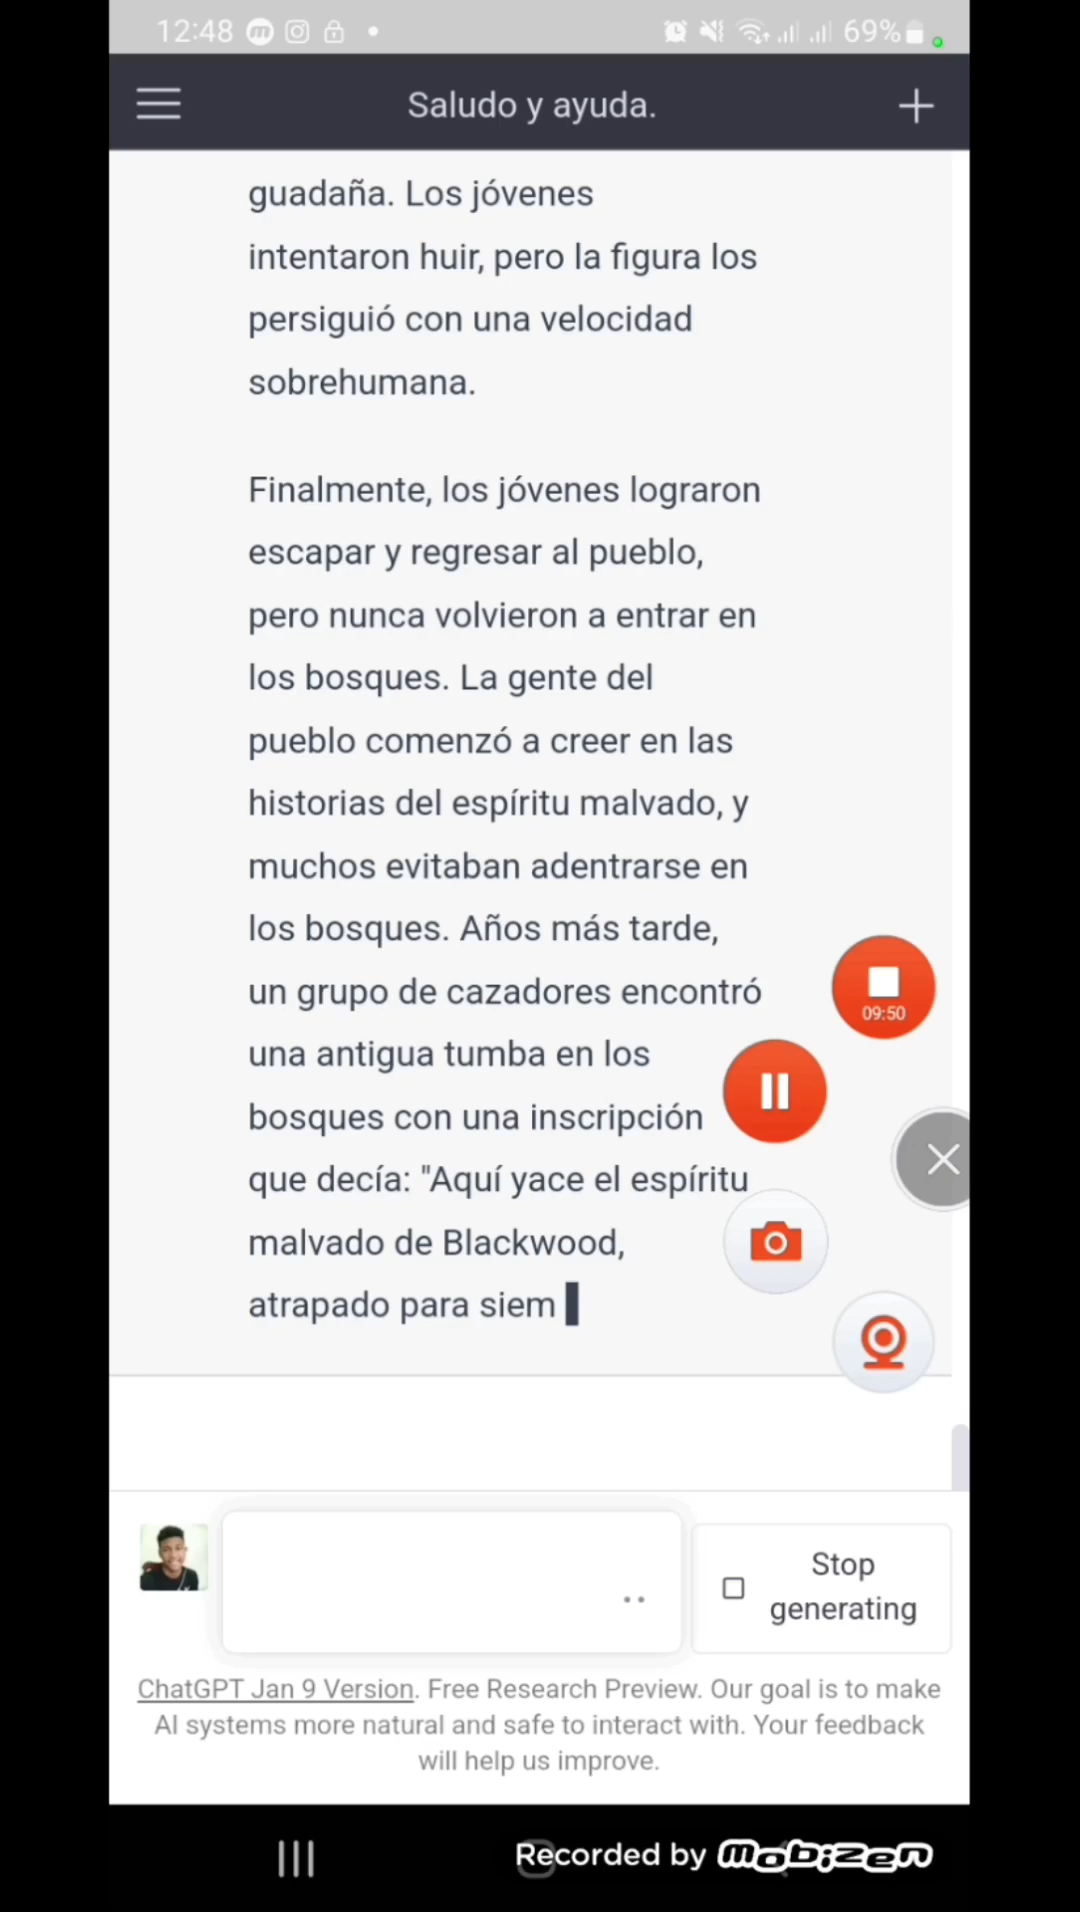 12:48
69%
Saludo y ayuda.
guadaña. Los jóvenes
intentaron huir, pero la figura los
persiguió con una velocidad
sobrehumana.
Finalmente, los jóvenes lograron
escapar y regresar al pueblo,
pero nunca volvieron a entrar en
los bosques. La gente del
pueblo comenzó a creer en las
historias del espíritu malvado, y
muchos evitaban adentrarse en
los bosques. Años más tarde,
un grupo de cazadores encontró
una antigua tumba en los
bosques con una inscripción
que decía: "Aquí yace el espíritu
malvado de Blackwood,
atrapado para siem
09:50
Stop
generating
ChatGPT Jan 9 Version. Free Research Preview. Our goal is to make
AI systems more natural and safe to interact with. Your feedback
will help us improve.
Recorded by mobizen